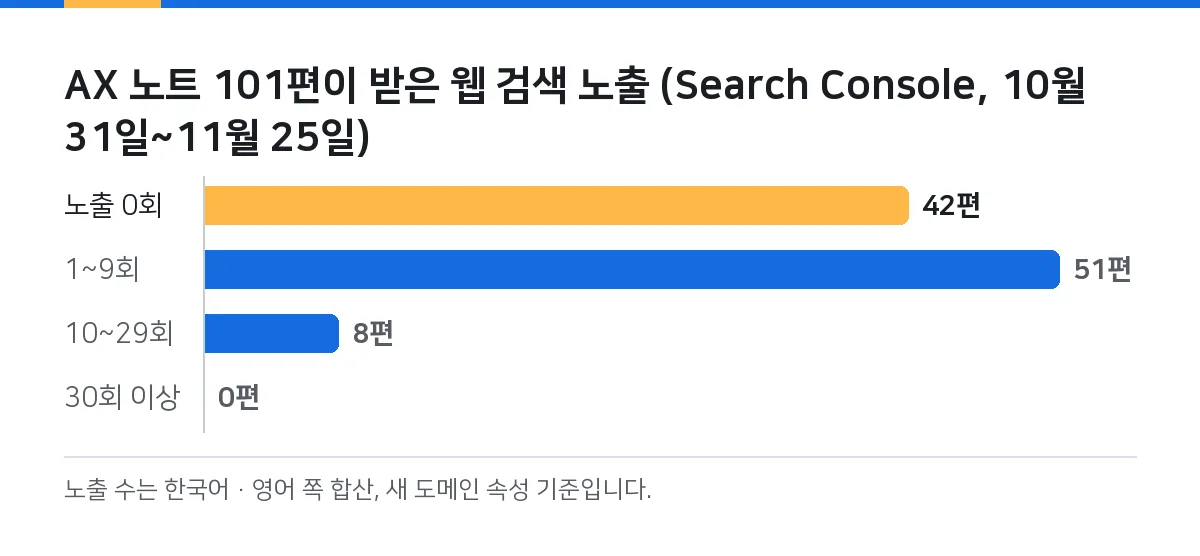 AX 노트 101편이 받은 웹 검색 노출 (Search Console, 10월
31일~11월 25일)
노출 0회 42편
1~9회 51편
10~29회 8편
30회 이상 0편
노출 수는 한국어 · 영어 쪽 합산, 새 도메인 속성 기준입니다.